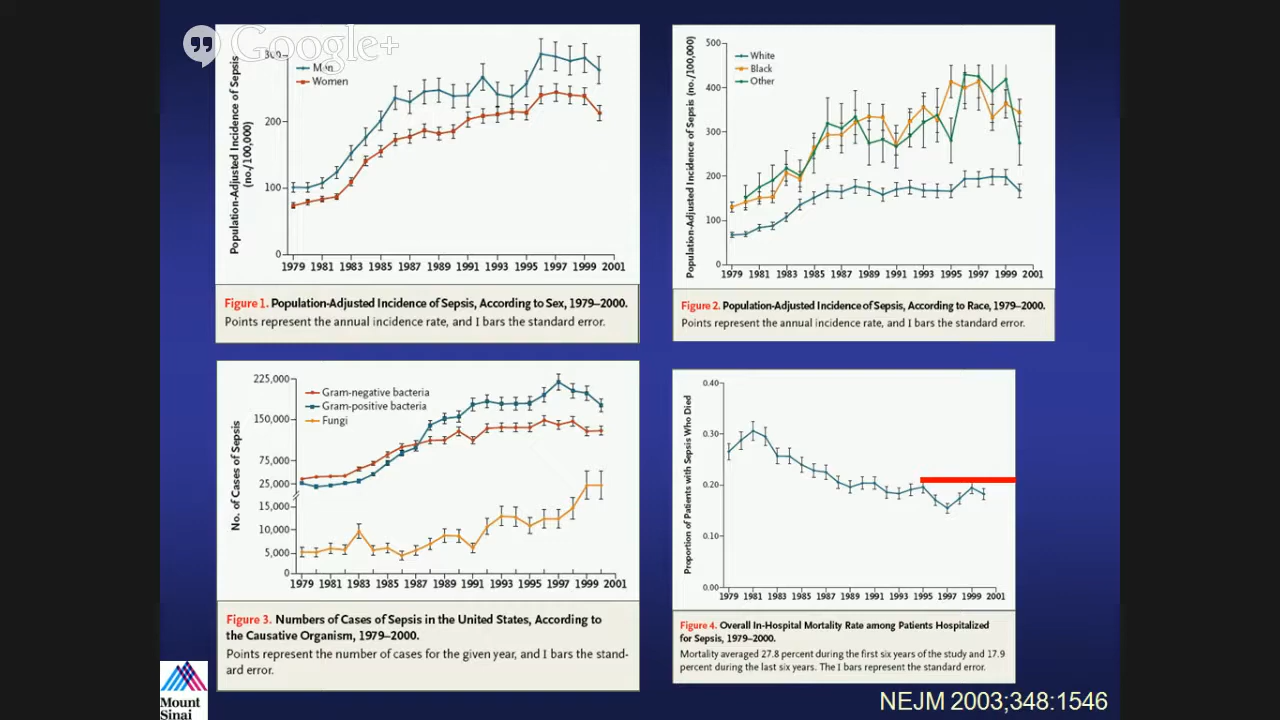 Google+
Population-Adjusted Incidence of Sepsis
(no./100,000)
300
200
100
0
Men
Women
1979 1981 1983 1985 1987 1989 1991 1993 1995 1997 1999 2001
Figure 1. Population-Adjusted Incidence of Sepsis, According to Sex, 1979–2000.
Points represent the annual incidence rate, and I bars the standard error.
Population-Adjusted Incidence of Sepsis (no./100,000)
500
400
300
200
100
0
White
Black
Other
1979 1981 1983 1985 1987 1989 1991 1993 1995 1997 1999 2001
Figure 2. Population-Adjusted Incidence of Sepsis, According to Race, 1979–2000.
Points represent the annual incidence rate, and I bars the standard error.
No. of Cases of Sepsis
225,000
150,000
75,000
25,000
15,000
10,000
5,000
0
Gram-negative bacteria
Gram-positive bacteria
Fungi
1979 1981 1983 1985 1987 1989 1991 1993 1995 1997 1999 2001
Figure 3. Numbers of Cases of Sepsis in the United States, According to
the Causative Organism, 1979–2000.
Points represent the number of cases for the given year, and I bars the stand-
ard error.
Proportion of Patients with Sepsis Who Died
0.40
0.30
0.20
0.10
0.00
1979 1981 1983 1985 1987 1989 1991 1993 1995 1997 1999 2001
Figure 4. Overall In-Hospital Mortality Rate among Patients Hospitalized
for Sepsis, 1979–2000.
Mortality averaged 27.8 percent during the first six years of the study and 17.9
percent during the last six years. The I bars represent the standard error.
Mount
Sinai
NEJM 2003;348:1546